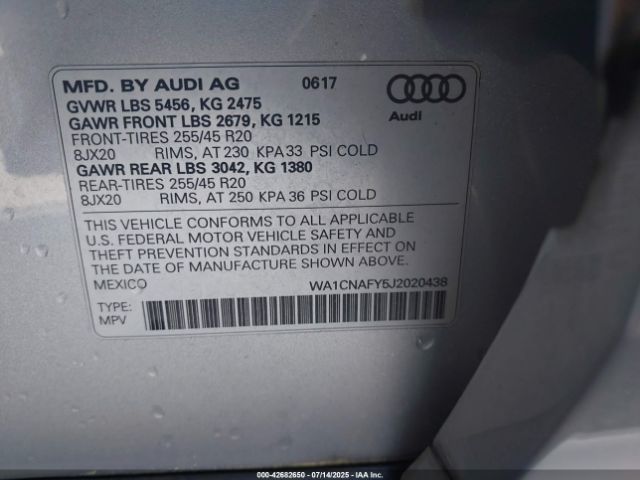 MFD. BY AUDI AG 0617
GVWR LBS 5456, KG 2475
GAWR FRONT LBS 2679, KG 1215
Audi
FRONT-TIRES 255/45 R20
8JX20 RIMS, AT 230 KPA 33 PSI COLD
GAWR REAR LBS 3042, KG 1380
REAR-TIRES 255/45 R20
8JX20 RIMS, AT 250 KPA 36 PSI COLD
THIS VEHICLE CONFORMS TO ALL APPLICABLE
U.S. FEDERAL MOTOR VEHICLE SAFETY AND
THEFT PREVENTION STANDARDS IN EFFECT ON
THE DATE OF MANUFACTURE SHOWN ABOVE.
MEXICO WA1CNAFY5J2020438
TYPE:
MPV
000-42682650 - 07/14/2025 - IAA Inc.